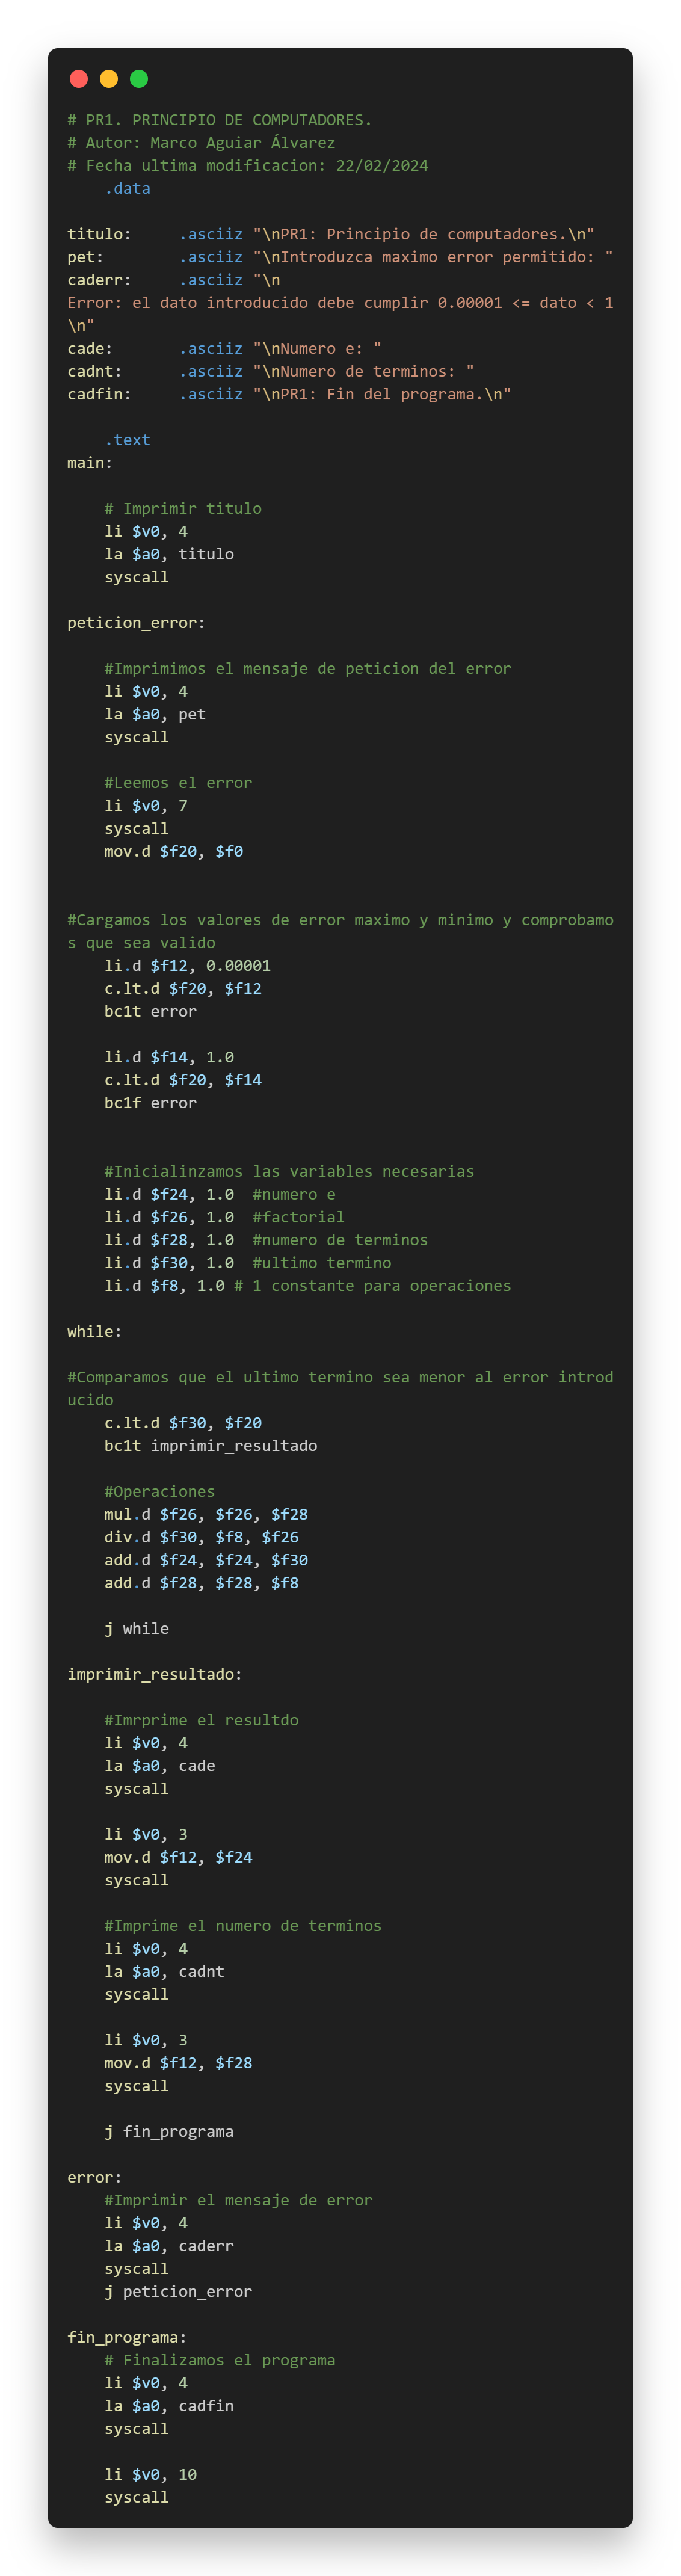 # PR1. PRINCIPIO DE COMPUTADORES.
# Autor: Marco Aguiar Álvarez
# Fecha ultima modificacion: 22/02/2024
    .data

titulo:     .asciiz "\nPR1: Principio de computadores.\n"
pet:        .asciiz "\nIntroduzca maximo error permitido: "
caderr:     .asciiz "\n
Error: el dato introducido debe cumplir 0.00001 <= dato < 1
\n"
cade:       .asciiz "\nNumero e: "
cadnt:      .asciiz "\nNumero de terminos: "
cadfin:     .asciiz "\nPR1: Fin del programa.\n"

    .text
main:

    # Imprimir titulo
    li $v0, 4
    la $a0, titulo
    syscall

peticion_error:

    #Imprimimos el mensaje de peticion del error
    li $v0, 4
    la $a0, pet
    syscall

    #Leemos el error
    li $v0, 7
    syscall
    mov.d $f20, $f0


#Cargamos los valores de error maximo y minimo y comprobamo
s que sea valido
    li.d $f12, 0.00001
    c.lt.d $f20, $f12
    bc1t error

    li.d $f14, 1.0
    c.lt.d $f20, $f14
    bc1f error


    #Inicialinzamos las variables necesarias
    li.d $f24, 1.0  #numero e
    li.d $f26, 1.0  #factorial
    li.d $f28, 1.0  #numero de terminos
    li.d $f30, 1.0  #ultimo termino
    li.d $f8, 1.0 # 1 constante para operaciones

while:

#Comparamos que el ultimo termino sea menor al error introd
ucido
    c.lt.d $f30, $f20
    bc1t imprimir_resultado

    #Operaciones
    mul.d $f26, $f26, $f28
    div.d $f30, $f8, $f26
    add.d $f24, $f24, $f30
    add.d $f28, $f28, $f8

    j while

imprimir_resultado:

    #Imrprime el resultdo
    li $v0, 4
    la $a0, cade
    syscall

    li $v0, 3
    mov.d $f12, $f24
    syscall

    #Imprime el numero de terminos
    li $v0, 4
    la $a0, cadnt
    syscall

    li $v0, 3
    mov.d $f12, $f28
    syscall

    j fin_programa

error:
    #Imprimir el mensaje de error
    li $v0, 4
    la $a0, caderr
    syscall
    j peticion_error

fin_programa:
    # Finalizamos el programa
    li $v0, 4
    la $a0, cadfin
    syscall

    li $v0, 10
    syscall